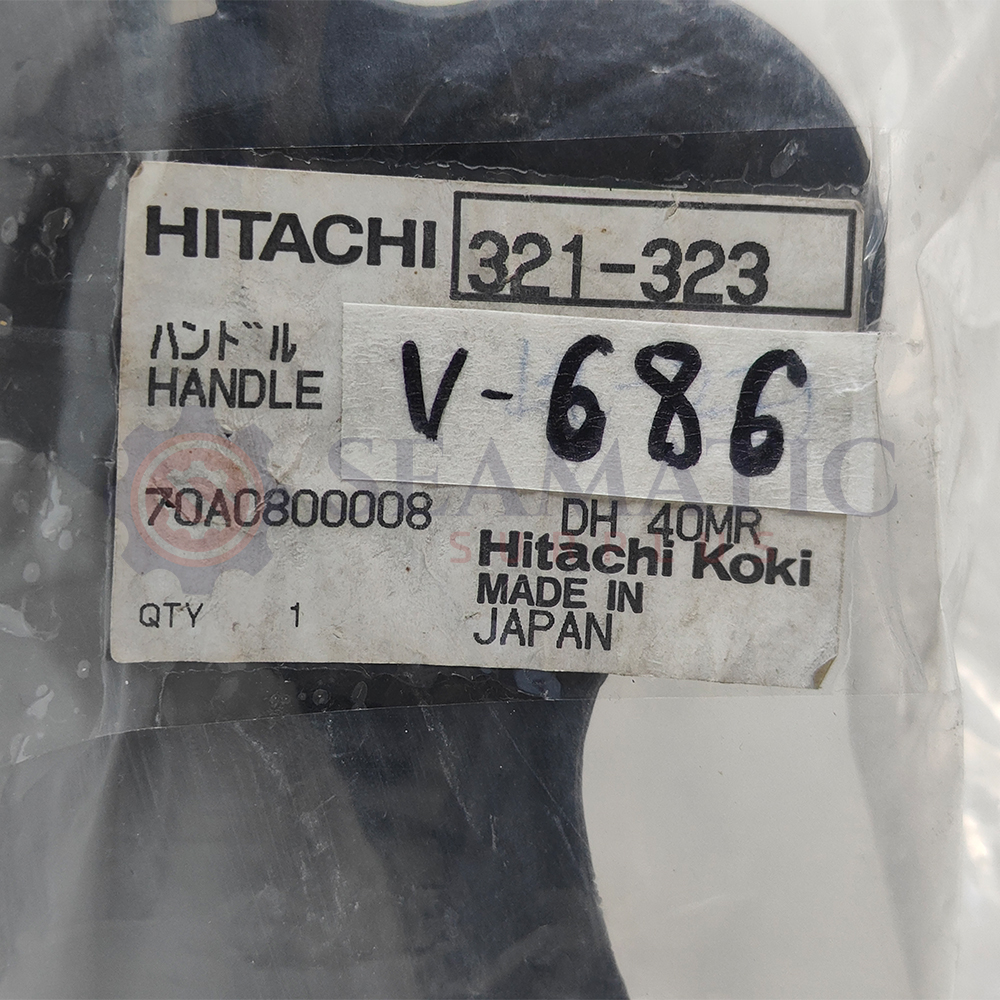 HITACHI 321-323
ハンドル
HANDLE
V-686
SEAMATIC
70A0800008 DH 40MR
Hitachi Koki
MADE IN
QTY 1 JAPAN